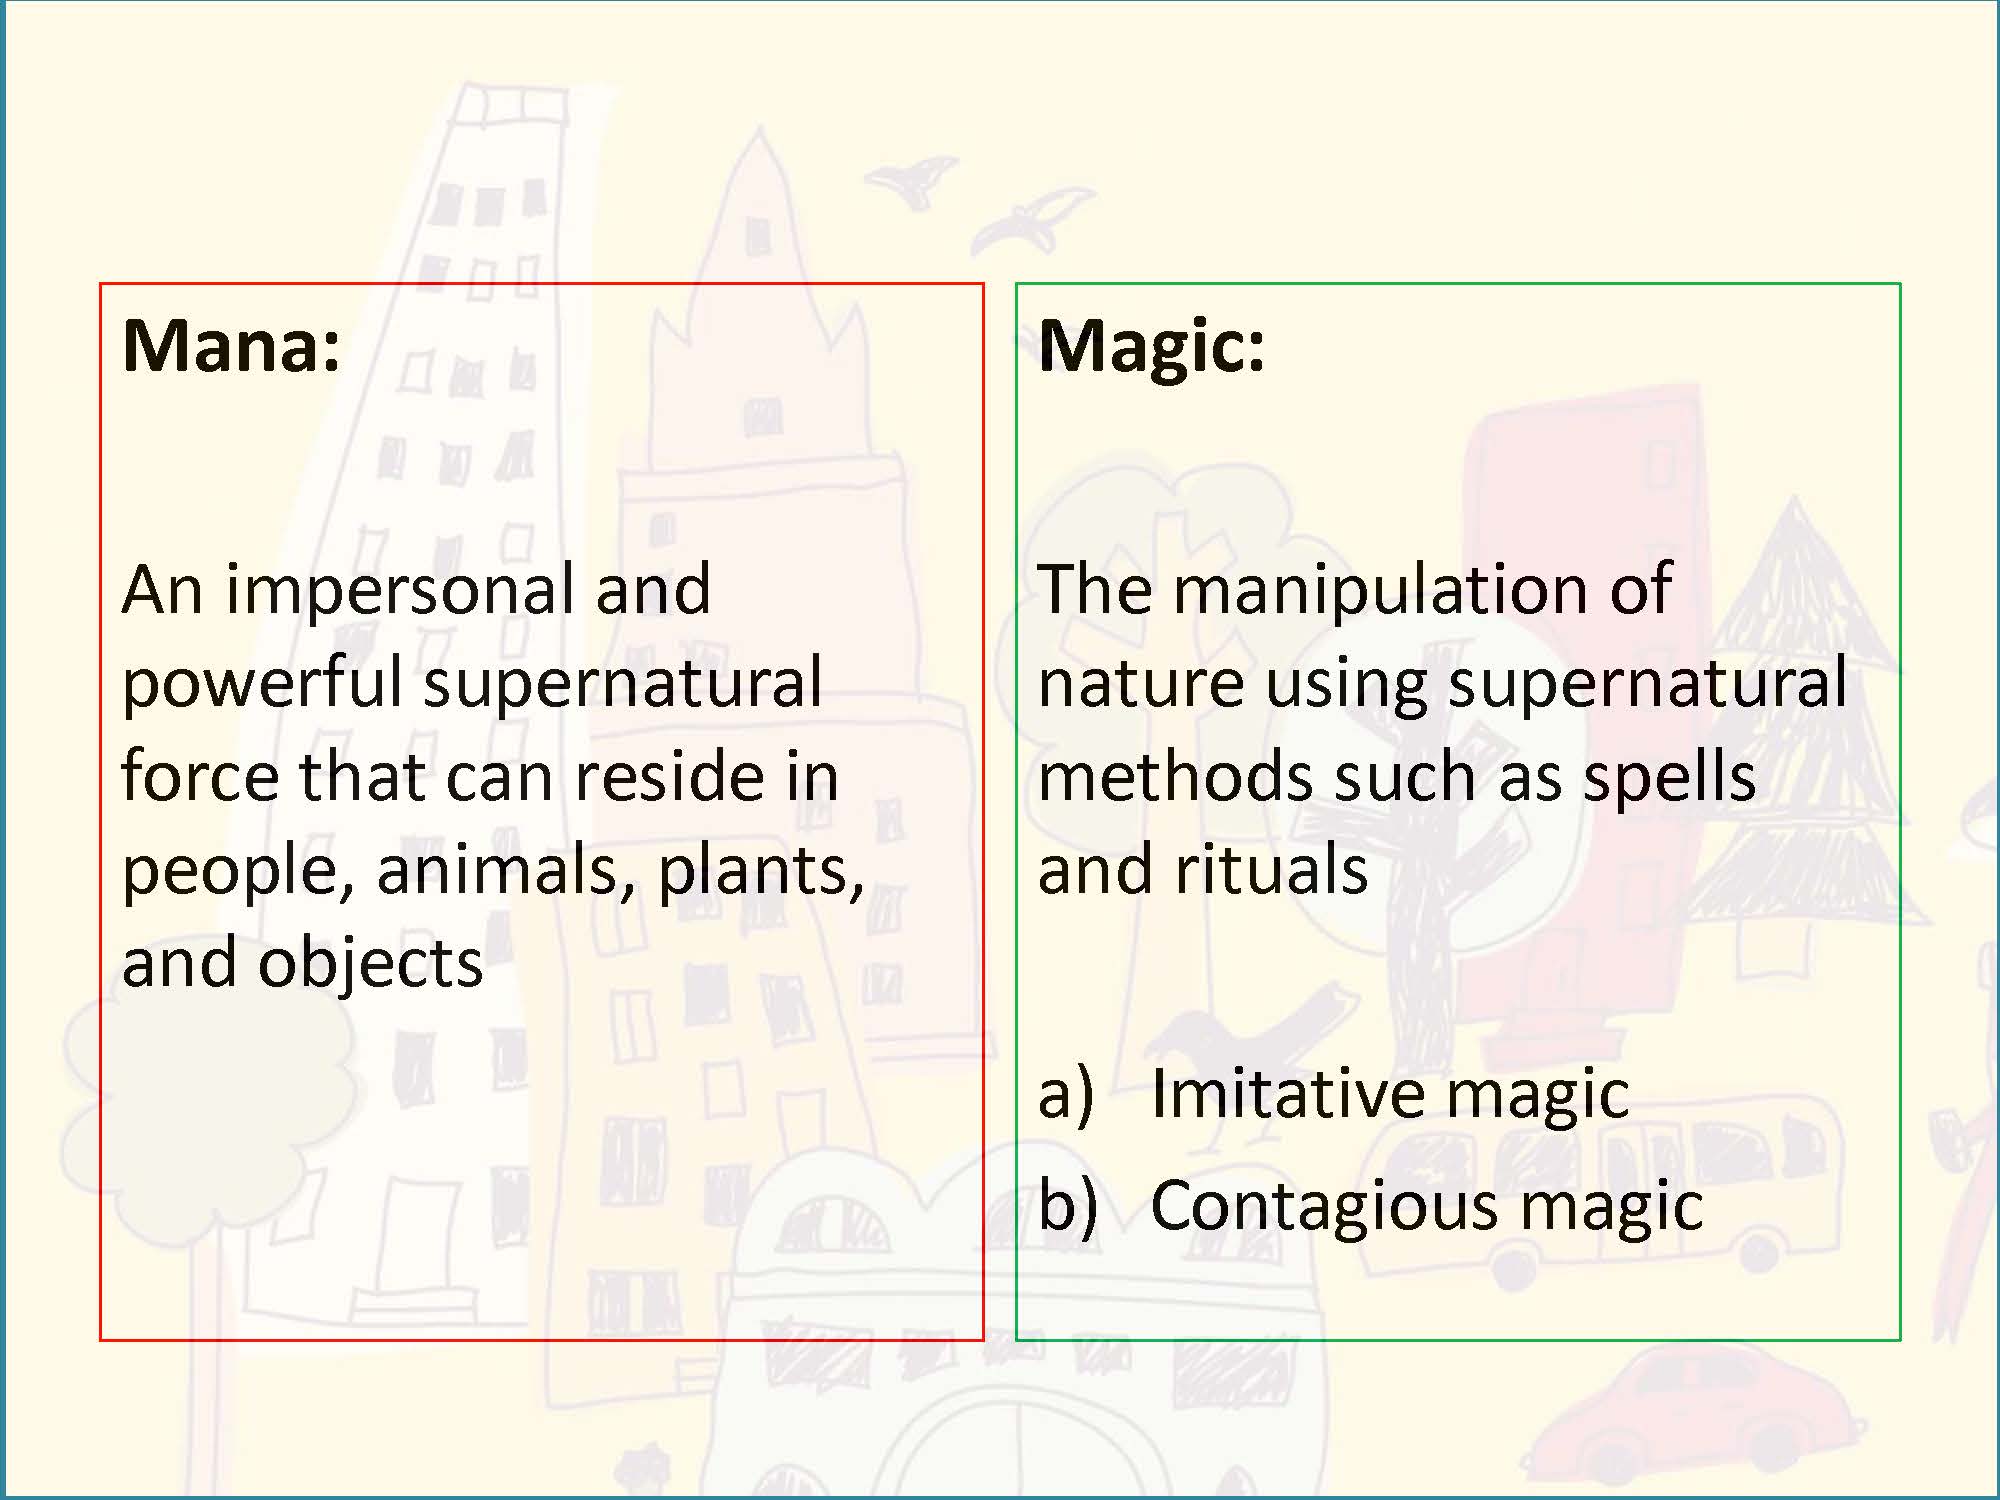 Mana:
An impersonal and
powerful supernatural
force that can reside in
people, animals, plants,
and objects
Magic:
The manipulation of
nature using supernatural
methods such as spells
and rituals
a) Imitative magic
b) Contagious magic